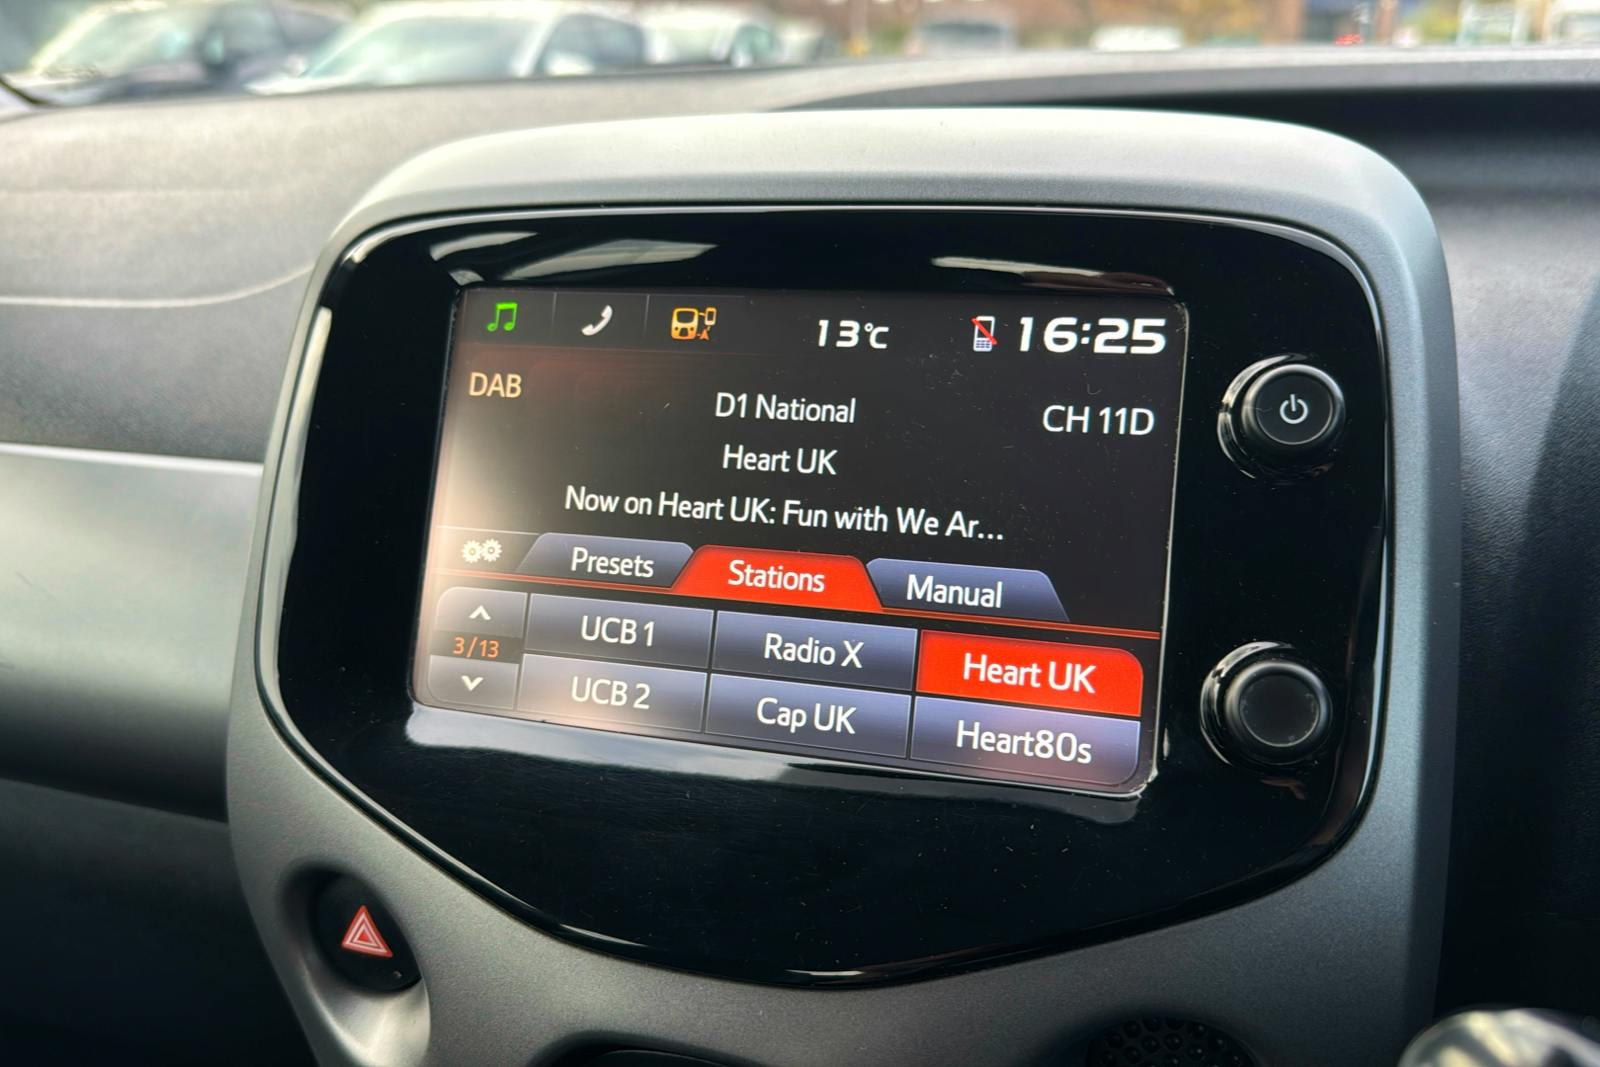 13°C
16:25
DAB
D1 National
CH 11D
Heart UK
Now on Heart UK: Fun with We Ar...
Presets
Stations
Manual
3/13
UCB 1
Radio X
Heart UK
UCB 2
Cap UK
Heart80s